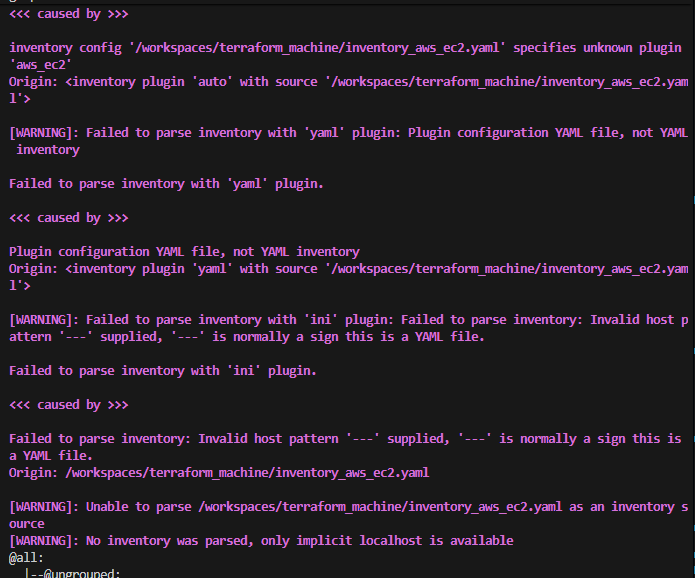 <<< caused by >>>
inventory config '/workspaces/terraform_machine/inventory_aws_ec2.yaml' specifies unknown plugin
'aws_ec2'
Origin: <inventory plugin 'auto' with source '/workspaces/terraform_machine/inventory_aws_ec2.yam
l'>
[WARNING]: Failed to parse inventory with 'yaml' plugin: Plugin configuration YAML file, not YAML
inventory
Failed to parse inventory with 'yaml' plugin.
<<< caused by >>>
Plugin configuration YAML file, not YAML inventory
Origin: <inventory plugin 'yaml' with source '/workspaces/terraform_machine/inventory_aws_ec2.yam
l'>
[WARNING]: Failed to parse inventory with 'ini' plugin: Failed to parse inventory: Invalid host p
attern '---' supplied, '---' is normally a sign this is a YAML file.
Failed to parse inventory with 'ini' plugin.
<<< caused by >>>
Failed to parse inventory: Invalid host pattern '---' supplied, '---' is normally a sign this is
a YAML file.
Origin: /workspaces/terraform_machine/inventory_aws_ec2.yaml
[WARNING]: Unable to parse /workspaces/terraform_machine/inventory_aws_ec2.yaml as an inventory s
ource
[WARNING]: No inventory was parsed, only implicit localhost is available
@all:
|--@ungrouped: